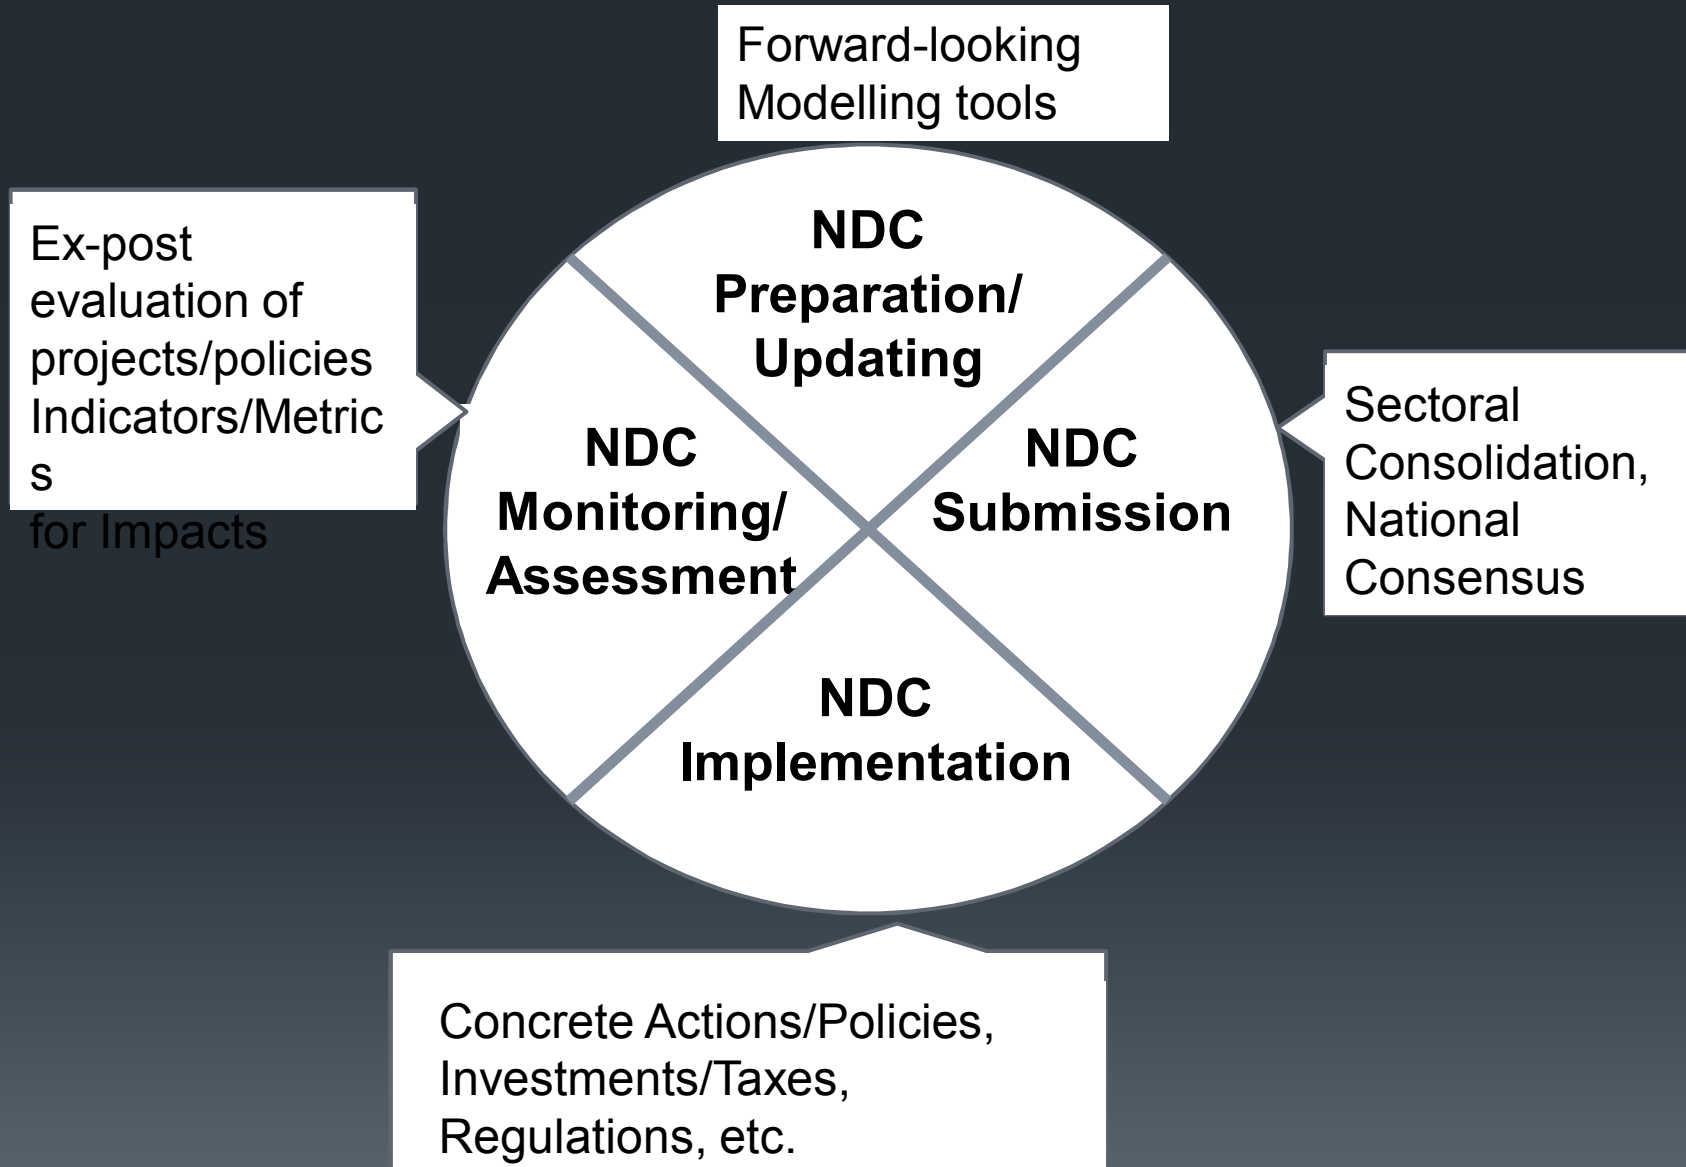 Forward-looking
Modelling tools
NDC
Preparation/
Updating
Ex-post
evaluation of
projects/policies
Indicators/Metric
s
for Impacts
NDC
Monitoring/
Assessment
NDC
Submission
Sectoral
Consolidation,
National
Consensus
NDC
Implementation
Concrete Actions/Policies,
Investments/Taxes,
Regulations, etc.